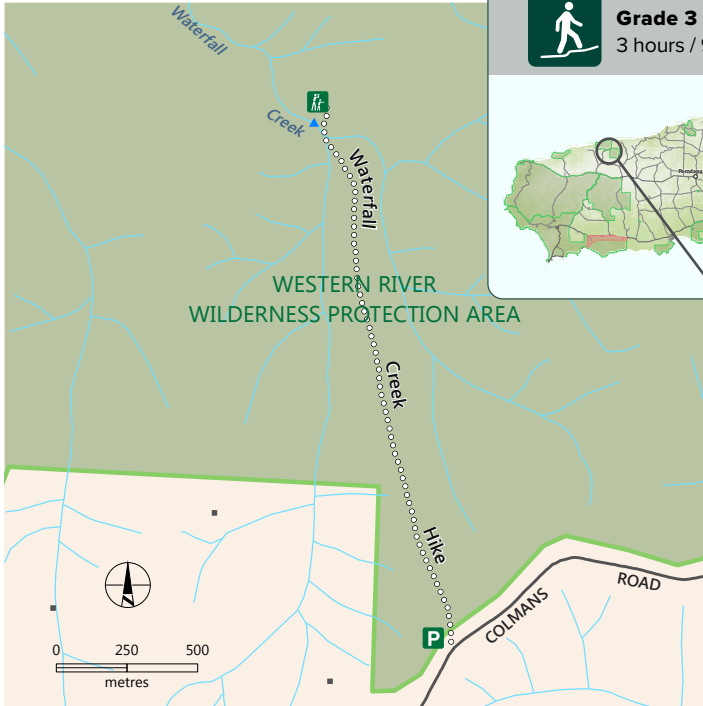 Waterfall
Creek
Grade 3
3 hours /
Waterfall
Creek
Hike
WESTERN RIVER
WILDERNESS PROTECTION AREA
P
COLMANS
ROAD
N
0 250 500
metres